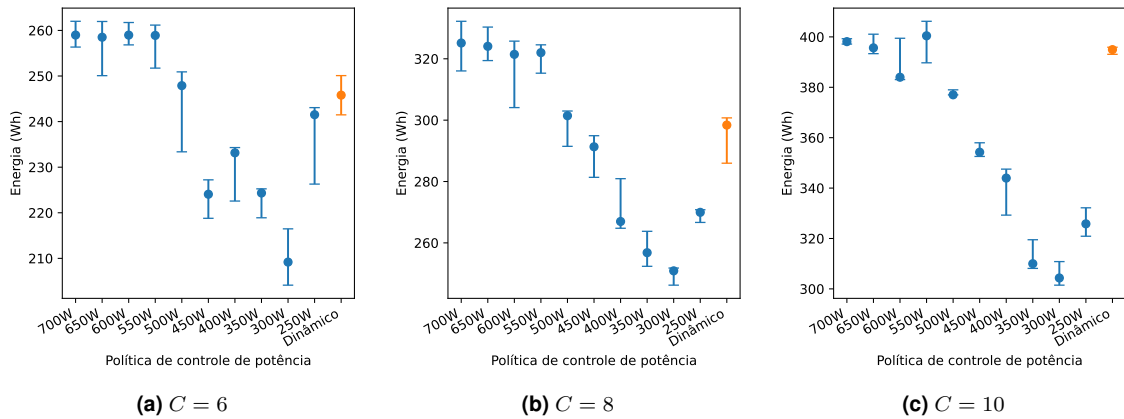 260
250
240
230
220
210
Energia (Wh)
700W
650W
600W
550W
500W
450W
400W
350W
300W
250W
Dinâmico
Política de controle de potência
(a) C = 6
320
300
280
260
Energia (Wh)
700W
650W
600W
550W
500W
450W
400W
350W
300W
250W
Dinâmico
Política de controle de potência
(b) C = 8
400
380
360
340
320
300
Energia (Wh)
700W
650W
600W
550W
500W
450W
400W
350W
300W
250W
Dinâmico
Política de controle de potência
(c) C = 10